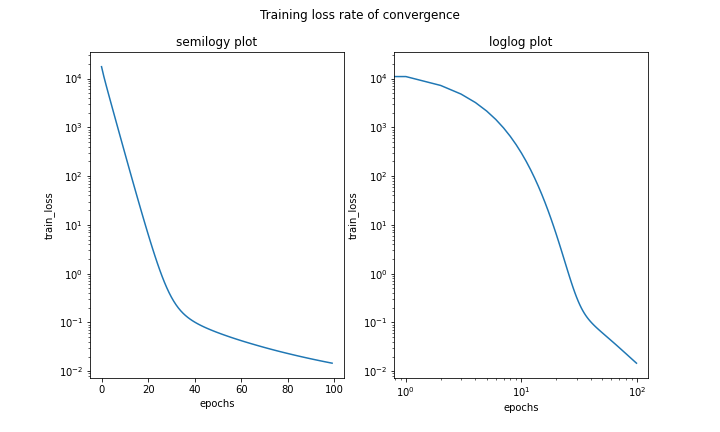 Training loss rate of convergence
semilogy plot
loglog plot
train_loss
10^4
10^3
10^2
10^1
10^0
10^-1
10^-2
0 20 40 60 80 100
epochs
train_loss
10^4
10^3
10^2
10^1
10^0
10^-1
10^-2
10^0 10^1 10^2
epochs